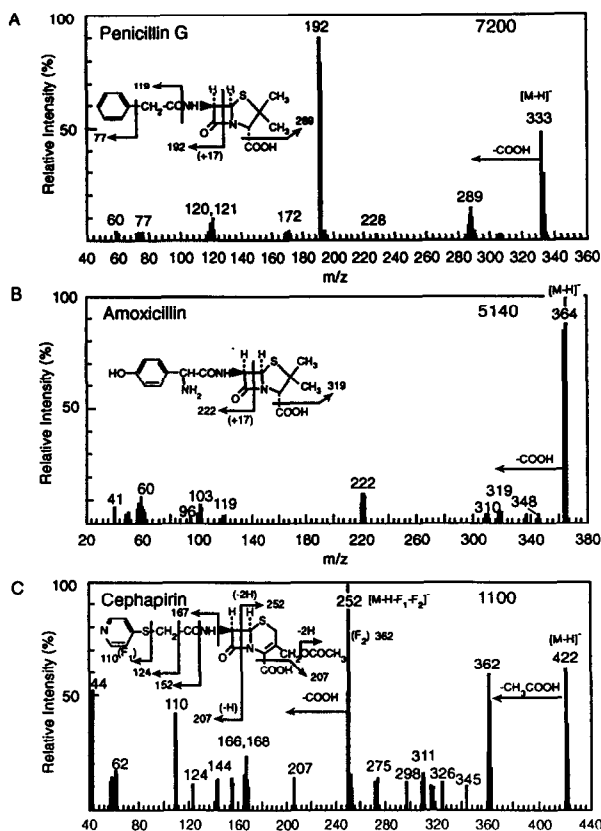 A
Penicillin G
192
7200
[M-H]⁻
333
-COOH
289
119
CH₂
CO
NH
H H
S
CH₃
CH₃
O
N
COOH
289
77
192
(+17)
60
77
120, 121
172
228
Relative Intensity (%)
100
50
40 60 80 100 120 140 160 180 200 220 240 260 280 300 320 340 360
m/z
B
Amoxicillin
5140
[M-H]⁻
364
-COOH
HO
CH-CONH
NH₂
H H
S
CH₃
CH₃
O
N
COOH
319
222
(+17)
41
60
96
103
119
222
310
319
348
Relative Intensity (%)
100
50
20 60 100 140 180 220 260 300 340 380
m/z
C
Cephapirin
(-2H)
252
252
[M-H-F₁-F₂]⁻
1100
[M-H]⁻
422
(F₂) 362
362
-CH₃COOH
-COOH
167
N
S
CH₂
CO
NH
H H
S
-2H
O
N
CH₂OCOCH₃
COOH
207
110(F₁)
124
152
207
(-H)
44
62
110
124
144
166, 168
207
275
298
311
326
345
Relative Intensity (%)
100
50
40 80 120 160 200 240 280 320 360 400 440
m/z